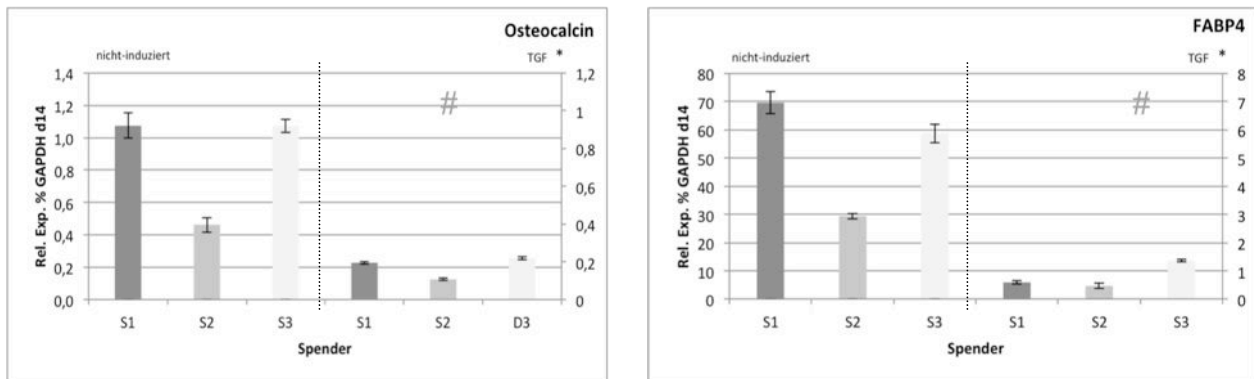 Osteocalcin
nicht-induziert
TGF *
1,4
1,2
1,0
0,8
0,6
0,4
0,2
0,0
Rel. Exp. % GAPDH d14
#
1,2
1
0,8
0,6
0,4
0,2
0
S1 S2 S3 S1 S2 D3
Spender
FABP4
nicht-induziert
TGF *
80
70
60
50
40
30
20
10
0
Rel. Exp. % GAPDH d14
#
8
7
6
5
4
3
2
1
0
S1 S2 S3 S1 S2 S3
Spender